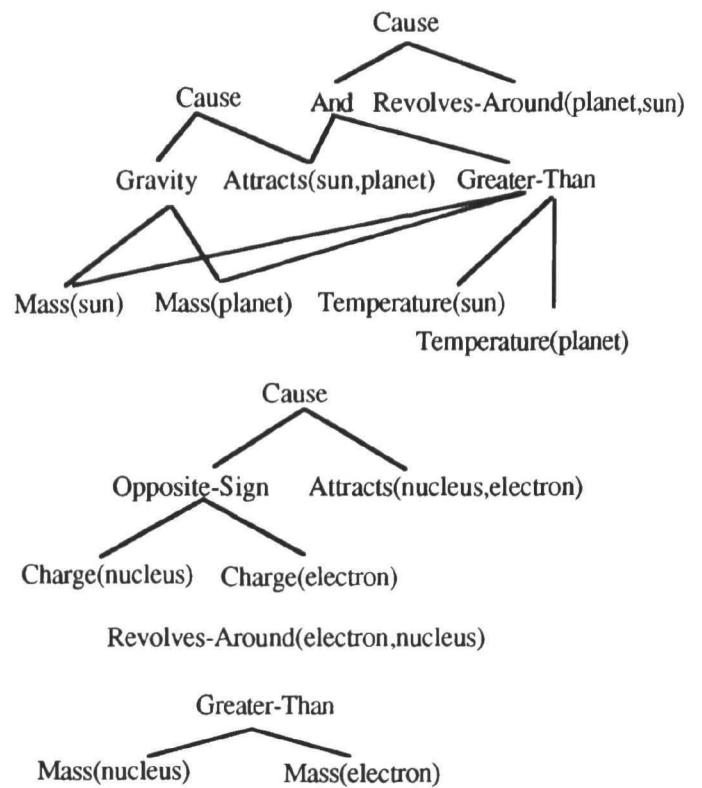 Cause
Cause And Revolves-Around(planet,sun)
Gravity Attracts(sun,planet) Greater-Than
Mass(sun) Mass(planet) Temperature(sun)
Temperature(planet)
Cause
Opposite-Sign Attracts(nucleus,electron)
Charge(nucleus) Charge(electron)
Revolves-Around(electron,nucleus)
Greater-Than
Mass(nucleus) Mass(electron)